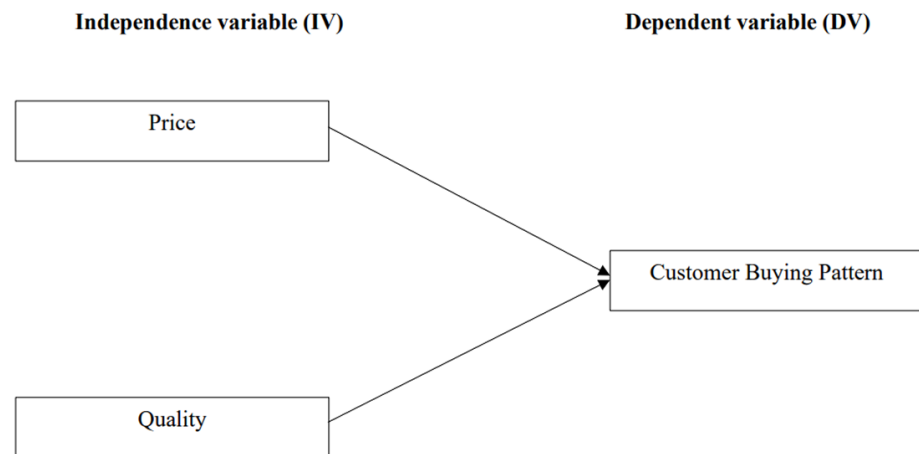 Independence variable (IV)
Dependent variable (DV)
Price
Customer Buying Pattern
Quality